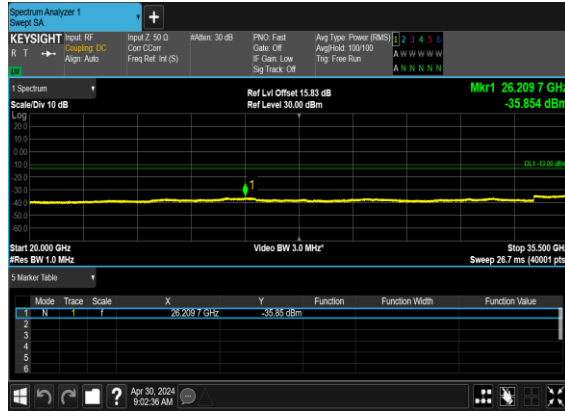 Spectrum Analyzer 1
Swept SA
+
KEYSIGHT Input: RF Input Z: 50 Ω #Atten: 30 dB PNO: Fast Avg Type: Power (RMS) 1 2 3 4 5 6
R T Coupling: DC Corr CCorr Gate: Off Avg|Hold: 100/100 A W W W W W
Align: Auto Freq Ref: Int (S) IF Gain: Low Trig: Free Run
Sig Track: Off A N N N N N
1 Spectrum Ref Lvl Offset 15.83 dB Mkr1 26.209 7 GHz
Scale/Div 10 dB Ref Level 30.00 dBm -35.854 dBm
Log
20.0
10.0
0.00
-10.0 DL1 -13.00 dBm
-20.0
-30.0 1
-40.0
-50.0
-60.0
Start 20.000 GHz Video BW 3.0 MHz* Stop 35.500 GHz
#Res BW 1.0 MHz Sweep 26.7 ms (40001 pts)
5 Marker Table
Mode Trace Scale X Y Function Function Width Function Value
1 N 1 f 26.209 7 GHz -35.85 dBm
2
3
4
5
6
? Apr 30, 2024
9:02:36 AM